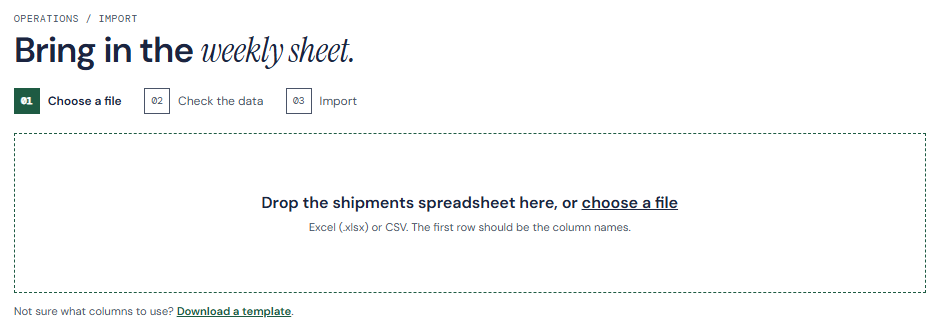 OPERATIONS / IMPORT
Bring in the weekly sheet.
01 Choose a file 02 Check the data 03 Import
Drop the shipments spreadsheet here, or choose a file
Excel (.xlsx) or CSV. The first row should be the column names.
Not sure what columns to use? Download a template.